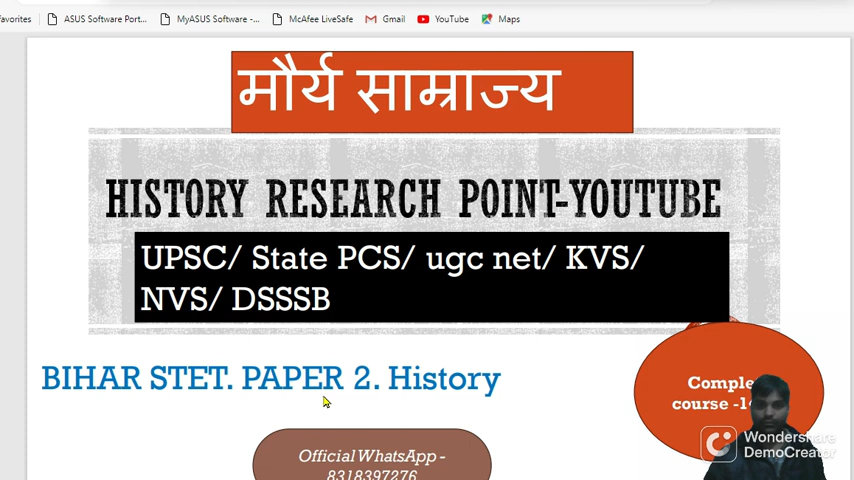 avorites
ASUS Software Port...
MyASUS Software -...
McAfee LiveSafe
Gmail
YouTube
Maps
मौर्य साम्राज्य
HISTORY RESEARCH POINT-YOUTUBE
UPSC/ State PCS/ ugc net/ KVS/
NVS/ DSSSB
BIHAR STET. PAPER 2. History
Comple
course -1
Official WhatsApp -
8318397276
Wondershare
DemoCreator